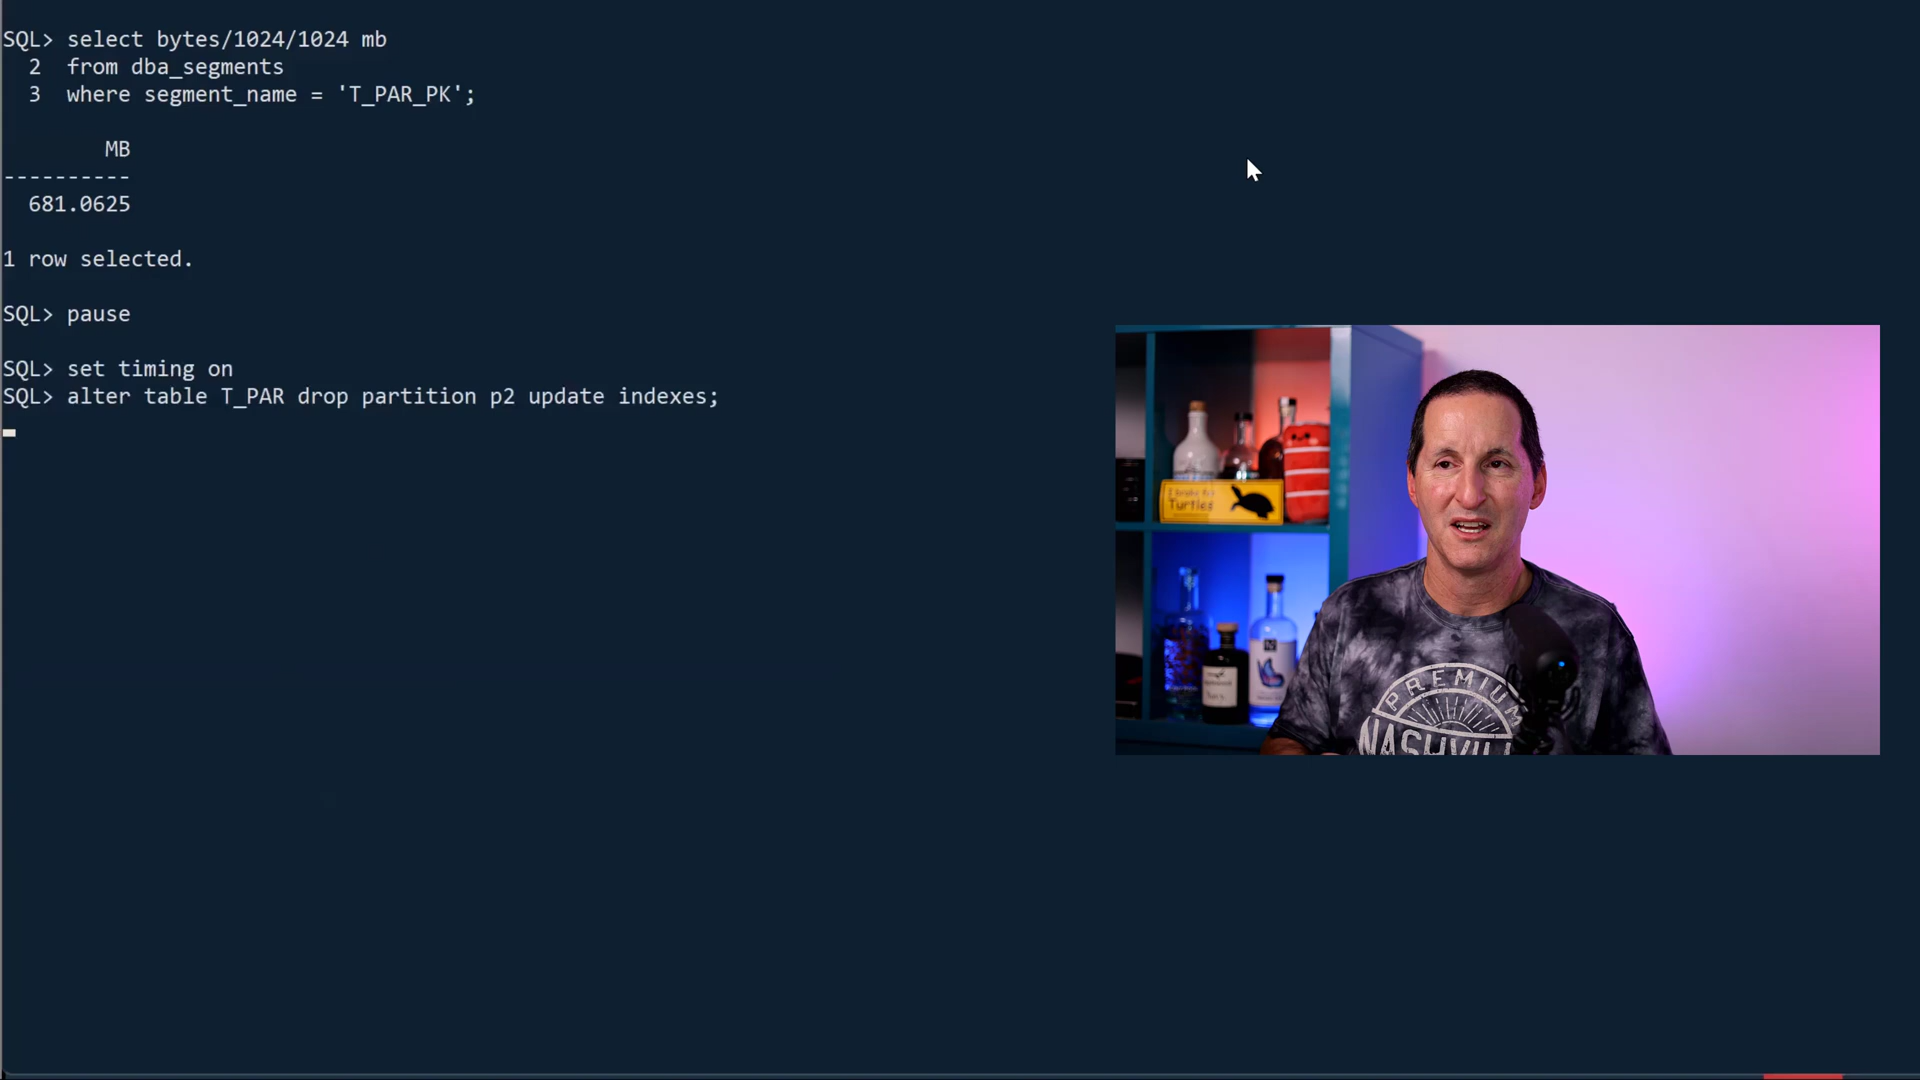 SQL> select bytes/1024/1024 mb
2 from dba_segments
3 where segment_name = 'T_PAR_PK';
MB
----------
681.0625
1 row selected.
SQL> pause
SQL> set timing on
SQL> alter table T_PAR drop partition p2 update indexes;
Turtles
PREMIUM